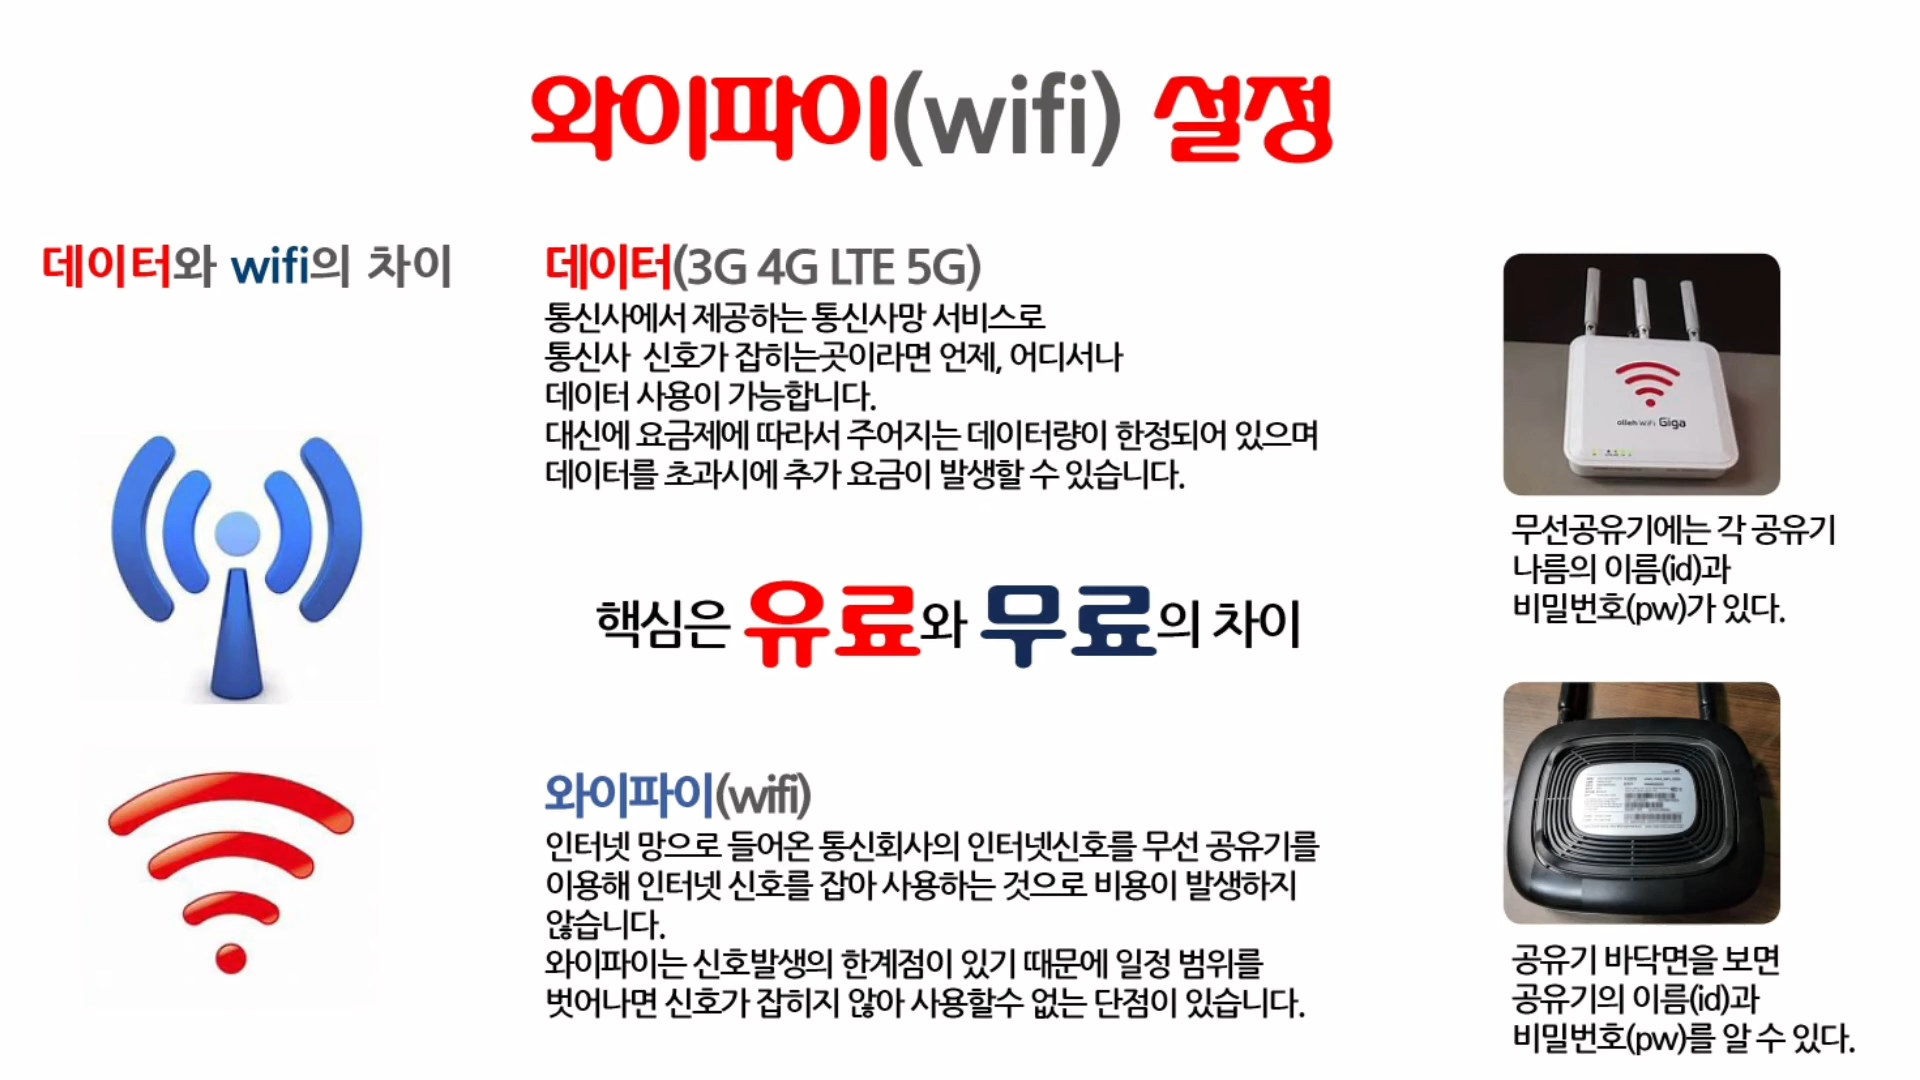 와이파이(wifi) 설정
데이터와 wifi의 차이
데이터(3G 4G LTE 5G)
통신사에서 제공하는 통신사망 서비스로
통신사 신호가 잡히는곳이라면 언제, 어디서나
데이터 사용이 가능합니다.
대신에 요금제에 따라서 주어지는 데이터량이 한정되어 있으며
데이터를 초과시에 추가 요금이 발생할 수 있습니다.
핵심은 유료와 무료의 차이
와이파이(wifi)
인터넷 망으로 들어온 통신회사의 인터넷신호를 무선 공유기를
이용해 인터넷 신호를 잡아 사용하는 것으로 비용이 발생하지
않습니다.
와이파이는 신호발생의 한계점이 있기 때문에 일정 범위를
벗어나면 신호가 잡히지 않아 사용할수 없는 단점이 있습니다.
olleh WiFi Giga
무선공유기에는 각 공유기
나름의 이름(id)과
비밀번호(pw)가 있다.
공유기 바닥면을 보면
공유기의 이름(id)과
비밀번호(pw)를 알 수 있다.